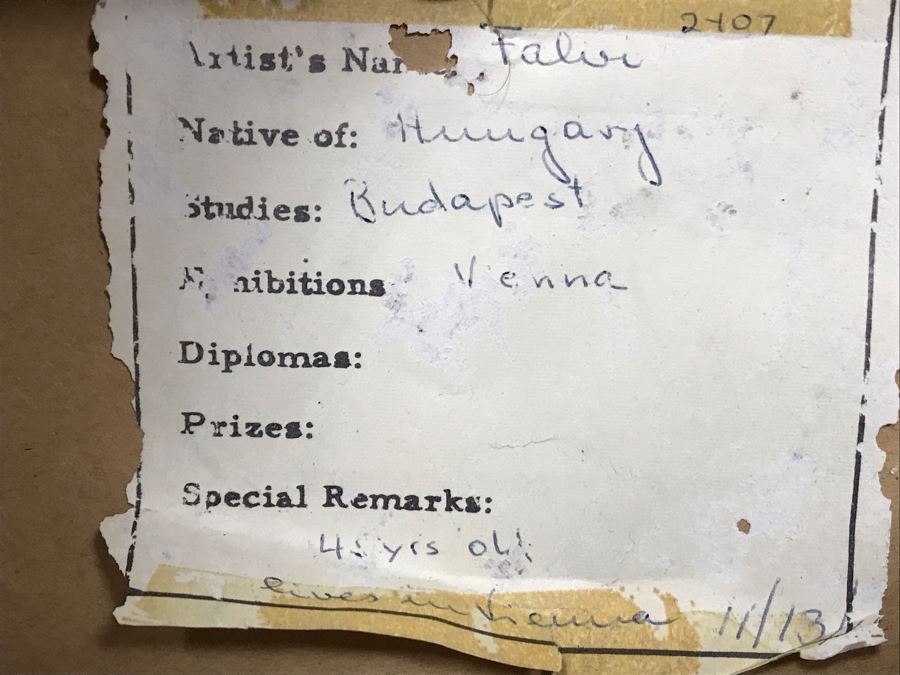 2407
Artist's Name: Falvi
Native of: Hungary
Studies: Budapest
Exhibitions Vienna
Diplomas:
Prizes:
Special Remarks:
45 yrs old
lives in Vienna 11/13